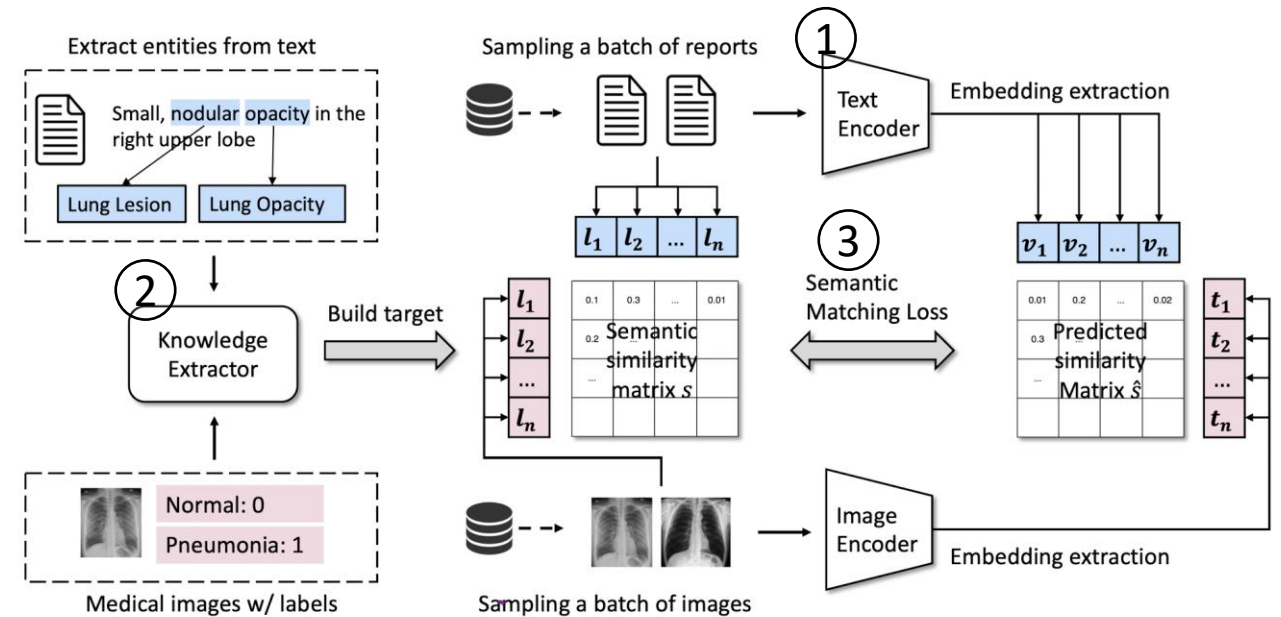 Extract entities from text
Small, nodular opacity in the
right upper lobe
Lung Lesion
Lung Opacity
2
Knowledge
Extractor
Normal: 0
Pneumonia: 1
Medical images w/ labels
Build target
Sampling a batch of reports
l₁ l₂ ... lₙ
l₁
l₂
...
lₙ
0.1 0.3 ... 0.01
0.2 ...
...
Semantic
similarity
matrix s
Sampling a batch of images
1
Text
Encoder
Embedding extraction
3
Semantic
Matching Loss
v₁ v₂ ... vₙ
0.01 0.2 ... 0.02
0.3 ...
...
Predicted
similarity
Matrix ŝ
t₁
t₂
...
tₙ
Image
Encoder
Embedding extraction